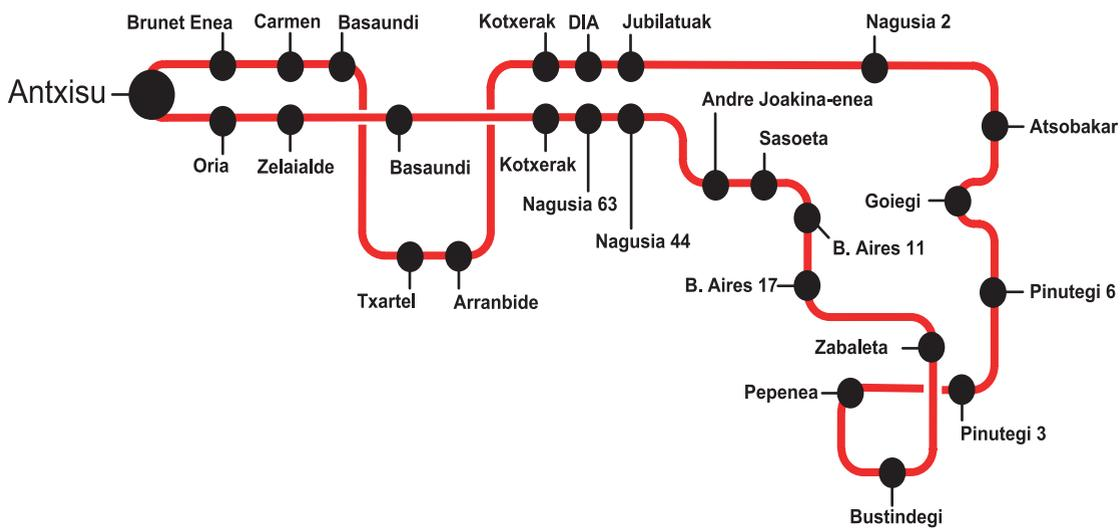 Brunet Enea
Carmen
Basaundi
Kotxerak
DIA
Jubilatuak
Nagusia 2
Antxisu
Andre Joakina-enea
Atsobakar
Sasoeta
Oria
Zelaialde
Basaundi
Kotxerak
Nagusia 63
Goiegi
Nagusia 44
B. Aires 11
B. Aires 17
Pinutegi 6
Txartel
Arranbide
Zabaleta
Pepenea
Pinutegi 3
Bustindegi